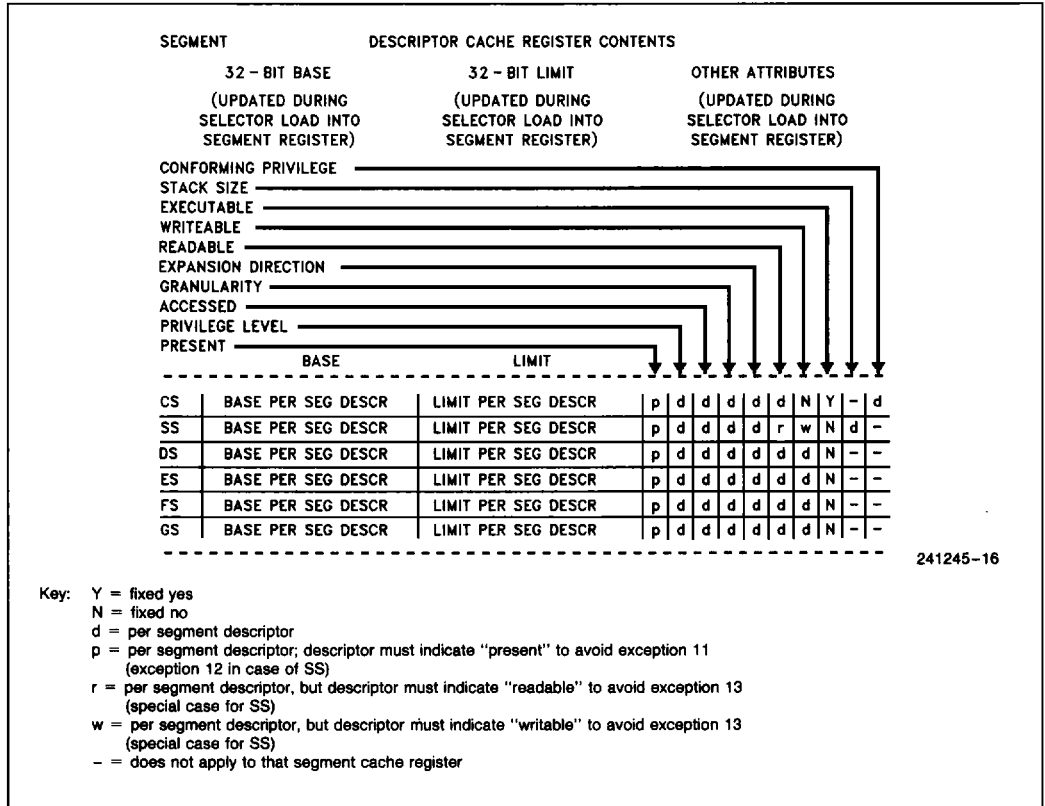 SEGMENT DESCRIPTOR CACHE REGISTER CONTENTS
32 - BIT BASE 32 - BIT LIMIT OTHER ATTRIBUTES
(UPDATED DURING (UPDATED DURING (UPDATED DURING
SELECTOR LOAD INTO SELECTOR LOAD INTO SELECTOR LOAD INTO
SEGMENT REGISTER) SEGMENT REGISTER) SEGMENT REGISTER)
CONFORMING PRIVILEGE
STACK SIZE
EXECUTABLE
WRITEABLE
READABLE
EXPANSION DIRECTION
GRANULARITY
ACCESSED
PRIVILEGE LEVEL
PRESENT
BASE LIMIT
CS BASE PER SEG DESCR LIMIT PER SEG DESCR p d d d d d N Y - d
SS BASE PER SEG DESCR LIMIT PER SEG DESCR p d d d d r w N d -
DS BASE PER SEG DESCR LIMIT PER SEG DESCR p d d d d d d N - -
ES BASE PER SEG DESCR LIMIT PER SEG DESCR p d d d d d d N - -
FS BASE PER SEG DESCR LIMIT PER SEG DESCR p d d d d d d N - -
GS BASE PER SEG DESCR LIMIT PER SEG DESCR p d d d d d d N - -
241245-16
Key: Y = fixed yes
N = fixed no
d = per segment descriptor
p = per segment descriptor; descriptor must indicate "present" to avoid exception 11
(exception 12 in case of SS)
r = per segment descriptor, but descriptor must indicate "readable" to avoid exception 13
(special case for SS)
w = per segment descriptor, but descriptor must indicate "writable" to avoid exception 13
(special case for SS)
- = does not apply to that segment cache register